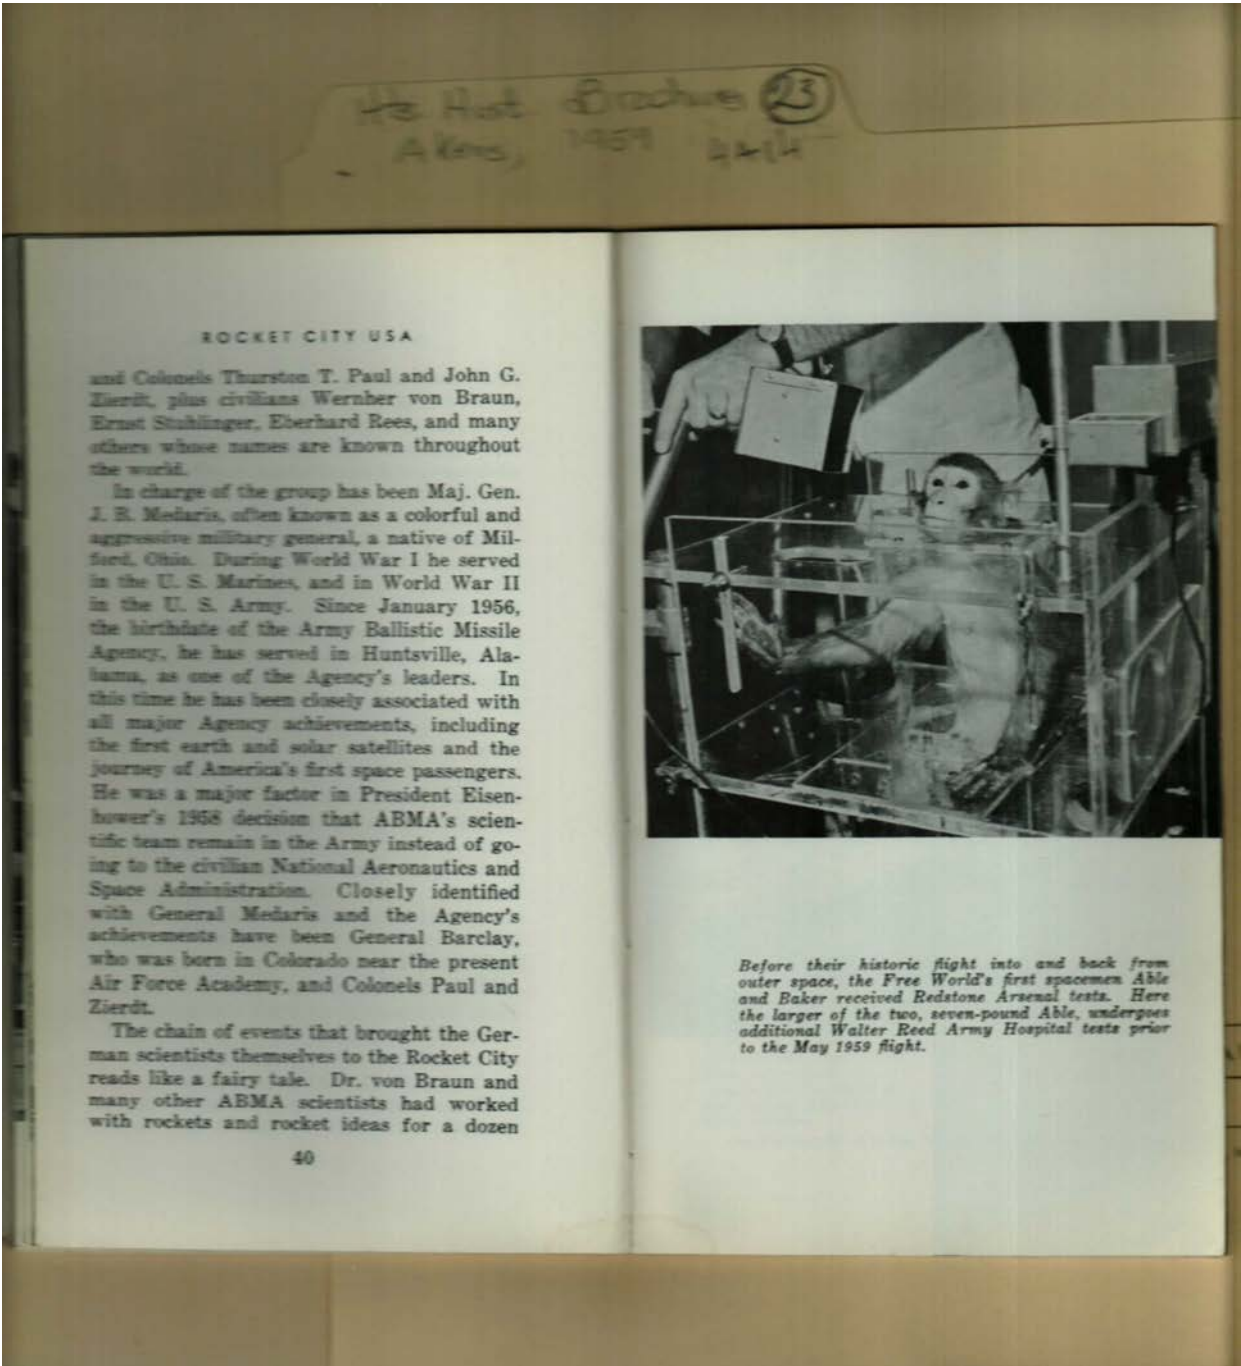 Hist. Brochures 23
Akens, 1959
ROCKET CITY USA
and Colonels Thurston T. Paul and John G.
Zierdt, plus civilians Wernher von Braun,
Ernst Stuhlinger, Eberhard Rees, and many
others whose names are known throughout
the world.
In charge of the group has been Maj. Gen.
J. B. Medaris, often known as a colorful and
aggressive military general, a native of Mil-
ford, Ohio. During World War I he served
in the U. S. Marines, and in World War II
in the U. S. Army. Since January 1956,
the birthdate of the Army Ballistic Missile
Agency, he has served in Huntsville, Ala-
bama, as one of the Agency's leaders. In
this time he has been closely associated with
all major Agency achievements, including
the first earth and solar satellites and the
journey of America's first space passengers.
He was a major factor in President Eisen-
hower's 1958 decision that ABMA's scien-
tific team remain in the Army instead of go-
ing to the civilian National Aeronautics and
Space Administration. Closely identified
with General Medaris and the Agency's
achievements have been General Barclay,
who was born in Colorado near the present
Air Force Academy, and Colonels Paul and
Zierdt.
The chain of events that brought the Ger-
man scientists themselves to the Rocket City
reads like a fairy tale. Dr. von Braun and
many other ABMA scientists had worked
with rockets and rocket ideas for a dozen
40
Before their historic flight into and back from
outer space, the Free World's first spacemen Able
and Baker received Redstone Arsenal tests. Here
the larger of the two, seven-pound Able, undergoes
additional Walter Reed Army Hospital tests prior
to the May 1959 flight.